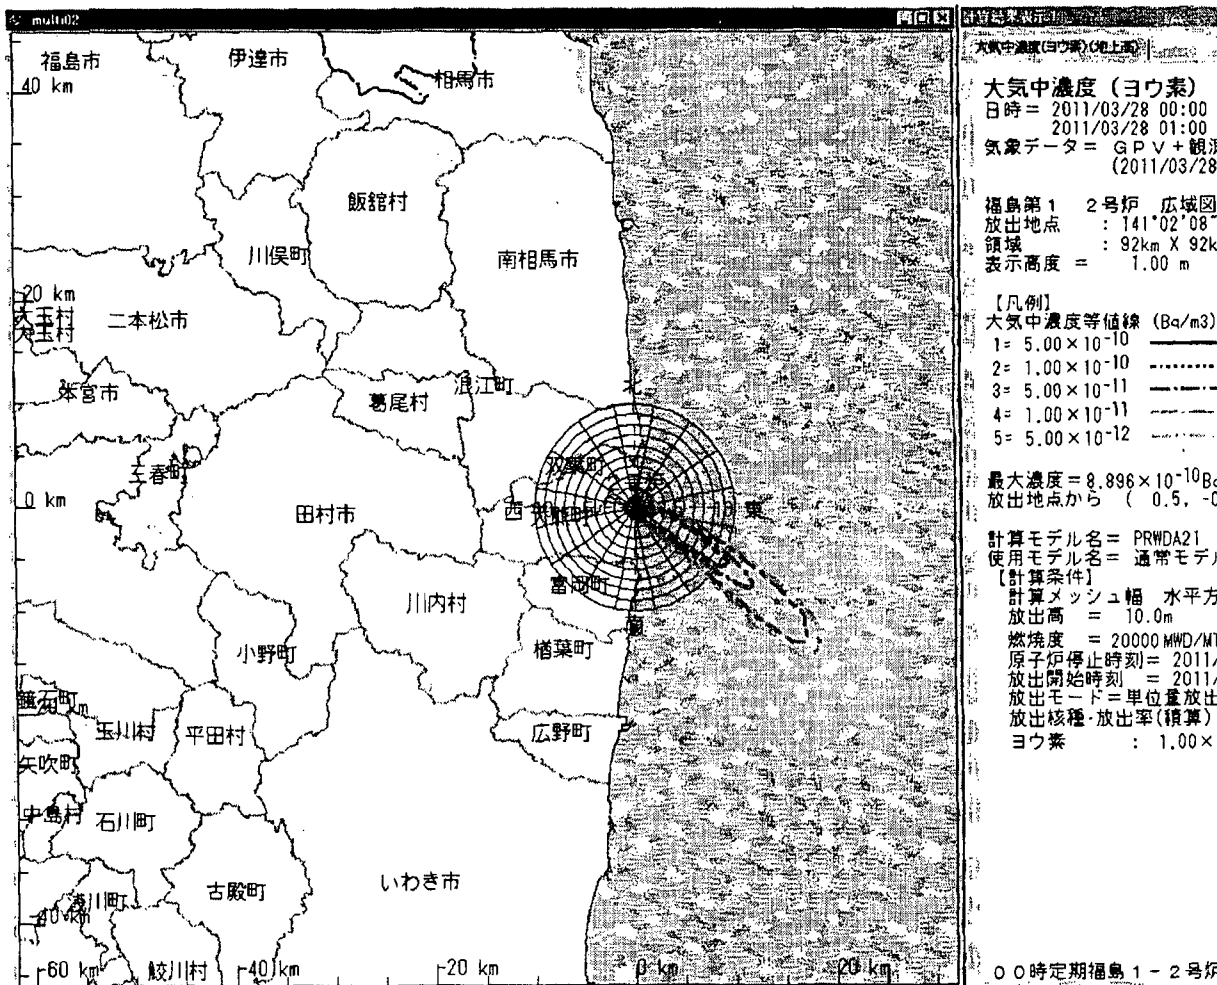 multi02
福島市
伊達市
相馬市
40 km
飯舘村
川俣町
南相馬市
20 km
大玉村
大玉村
二本松市
本宮市
葛尾村
浪江町
北
三春町
双葉町
0 km
田村市
西
東
富岡町
川内村
南
小野町
楢葉町
鏡石町
玉川村
平田村
広野町
矢吹町
中島村
石川町
浅川町
古殿町
いわき市
-40 km
鮫川村
-60 km
-40 km
-20 km
0 km
20 km
計算結果表示1
大気中濃度(ヨウ素)(地上高)
大気中濃度(ヨウ素)
日時= 2011/03/28 00:00
2011/03/28 01:00
気象データ= GPV+観測
(2011/03/28
福島第1 2号炉 広域図
放出地点 : 141°02'08"
領域 : 92km X 92k
表示高度 = 1.00 m
【凡例】
大気中濃度等値線 (Bq/m3)
1= 5.00×10⁻¹⁰
2= 1.00×10⁻¹⁰
3= 5.00×10⁻¹¹
4= 1.00×10⁻¹¹
5= 5.00×10⁻¹²
最大濃度=8.896×10⁻¹⁰Bq
放出地点から ( 0.5, -0
計算モデル名= PRWDA21
使用モデル名= 通常モデル
【計算条件】
計算メッシュ幅 水平方
放出高 = 10.0m
燃焼度 = 20000MWD/MT
原子炉停止時刻= 2011/
放出開始時刻 = 2011/
放出モード=単位量放出
放出核種・放出率(積算)
ヨウ素 : 1.00×
00時定期福島1-2号炉